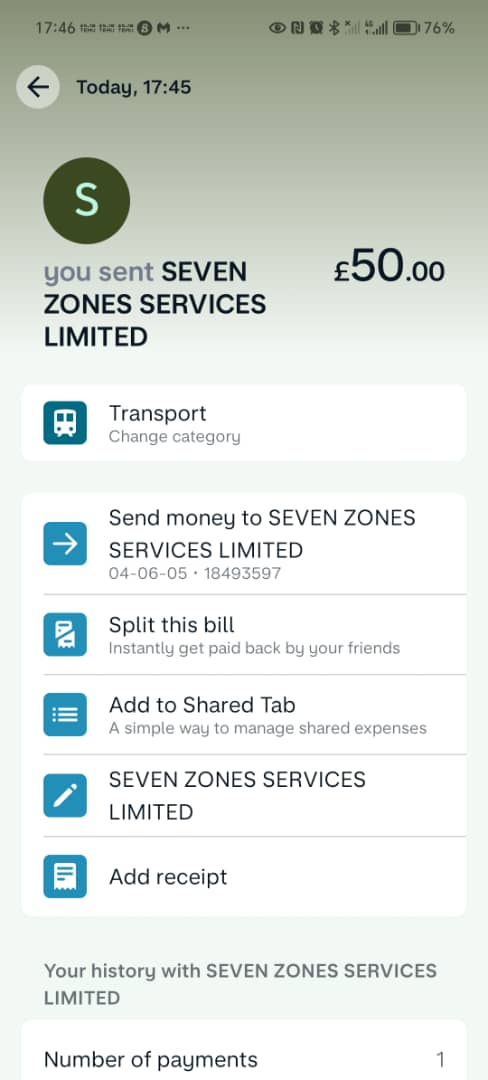 17:46 ··· 76%
Today, 17:45
S
you sent SEVEN £50.00
ZONES SERVICES
LIMITED
Transport
Change category
Send money to SEVEN ZONES
SERVICES LIMITED
04-06-05 · 18493597
Split this bill
Instantly get paid back by your friends
Add to Shared Tab
A simple way to manage shared expenses
SEVEN ZONES SERVICES
LIMITED
Add receipt
Your history with SEVEN ZONES SERVICES
LIMITED
Number of payments 1